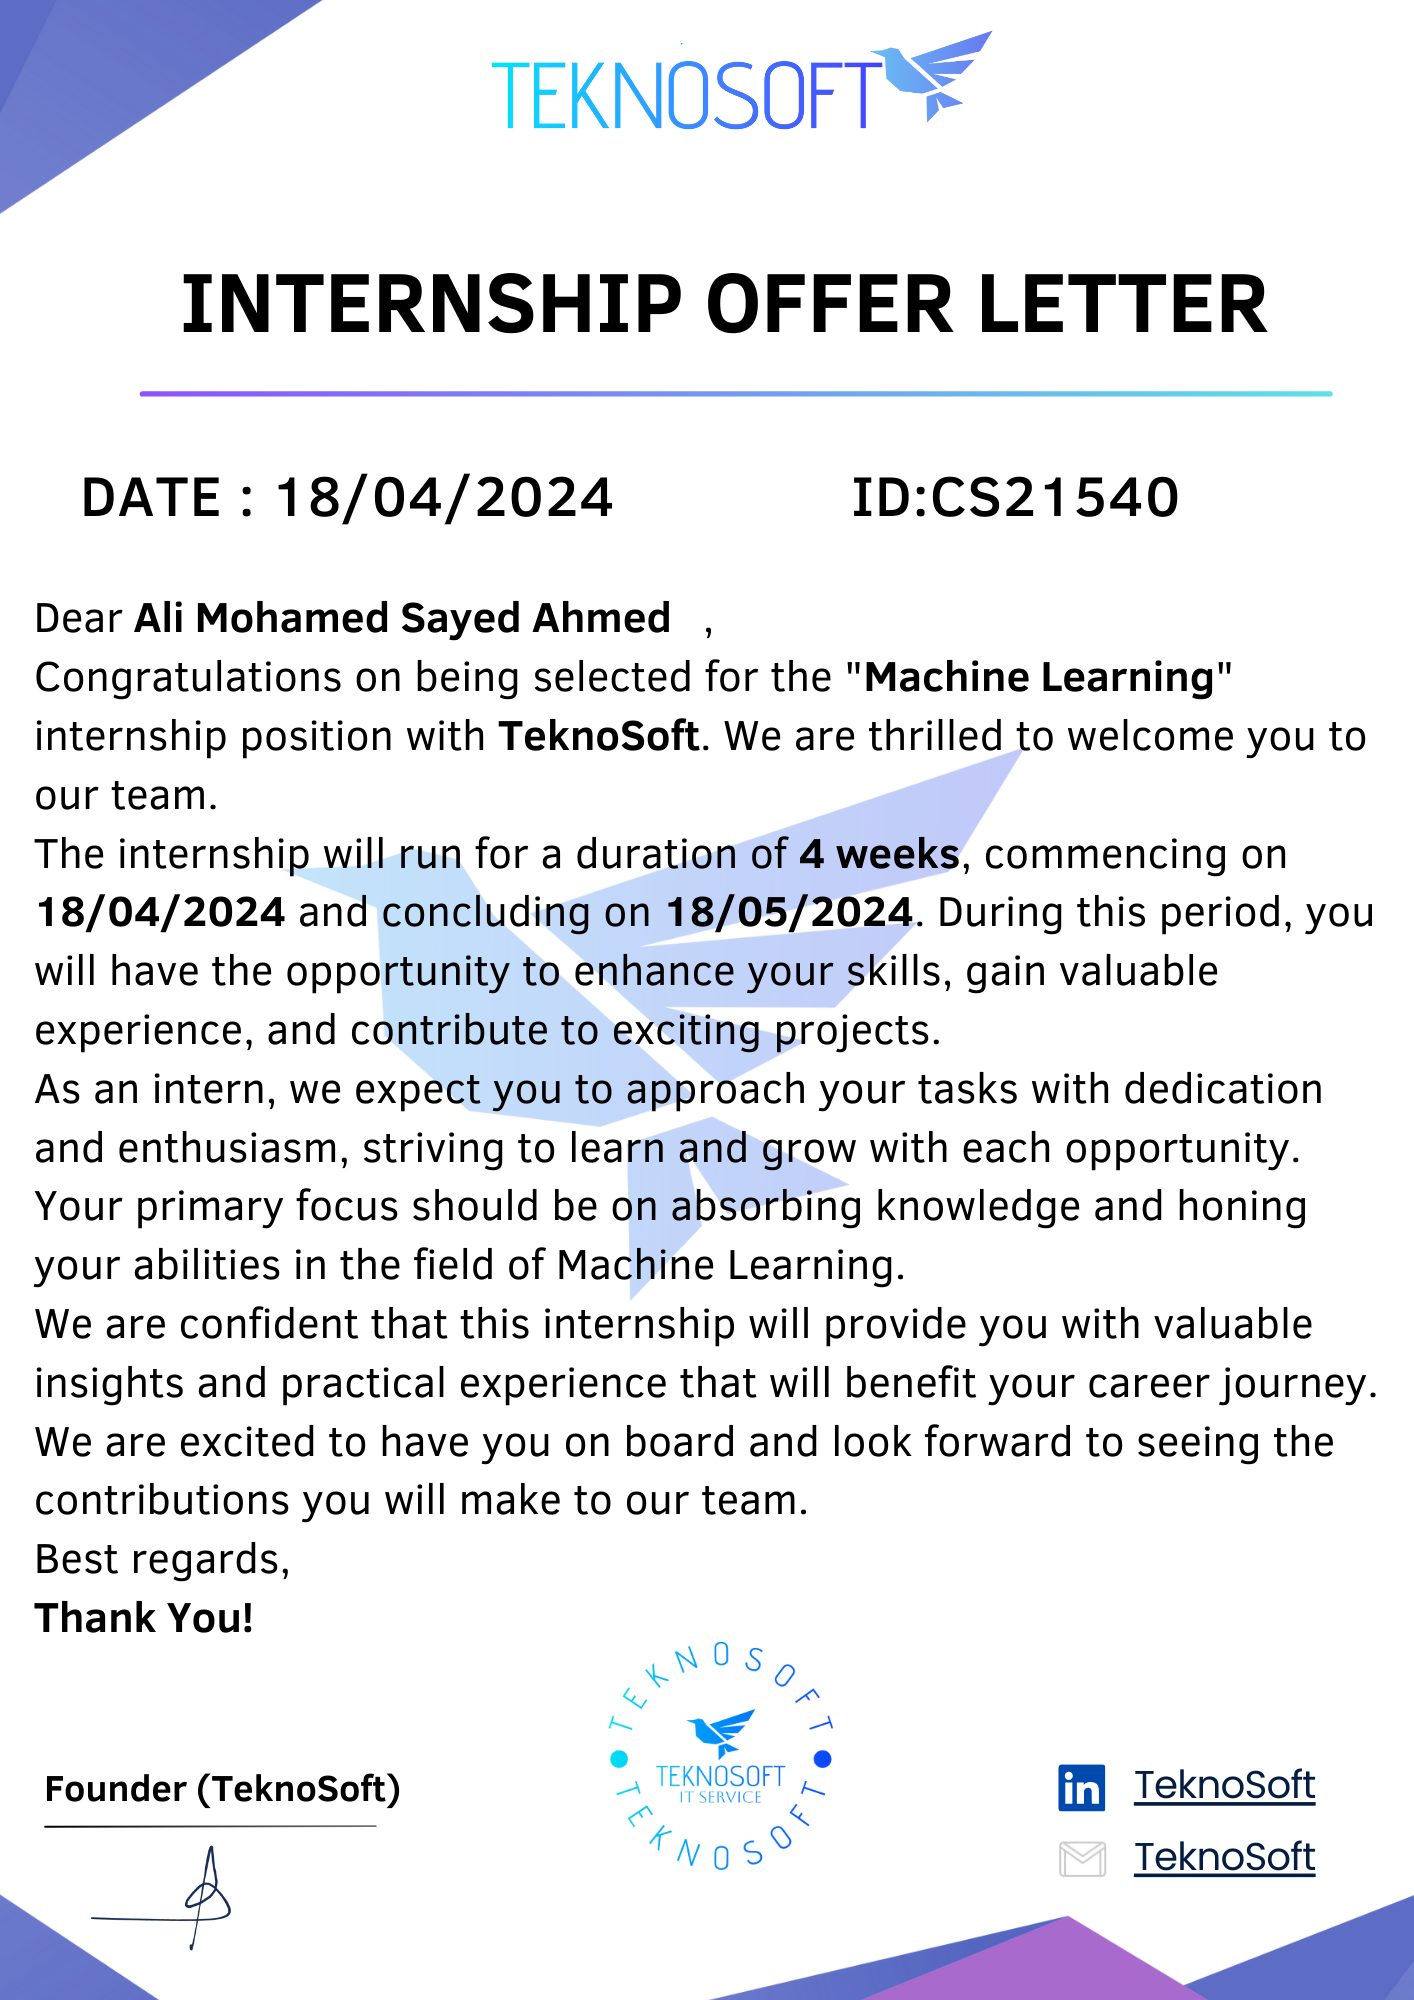 TEKNOSOFT
INTERNSHIP OFFER LETTER
DATE : 18/04/2024 ID:CS21540
Dear Ali Mohamed Sayed Ahmed ,
Congratulations on being selected for the "Machine Learning"
internship position with TeknoSoft. We are thrilled to welcome you to
our team.
The internship will run for a duration of 4 weeks, commencing on
18/04/2024 and concluding on 18/05/2024. During this period, you
will have the opportunity to enhance your skills, gain valuable
experience, and contribute to exciting projects.
As an intern, we expect you to approach your tasks with dedication
and enthusiasm, striving to learn and grow with each opportunity.
Your primary focus should be on absorbing knowledge and honing
your abilities in the field of Machine Learning.
We are confident that this internship will provide you with valuable
insights and practical experience that will benefit your career journey.
We are excited to have you on board and look forward to seeing the
contributions you will make to our team.
Best regards,
Thank You!
TEKNOSOFT
TEKNOSOFT
IT SERVICE
TEKNOSOFT
Founder (TeknoSoft)
in TeknoSoft
TeknoSoft